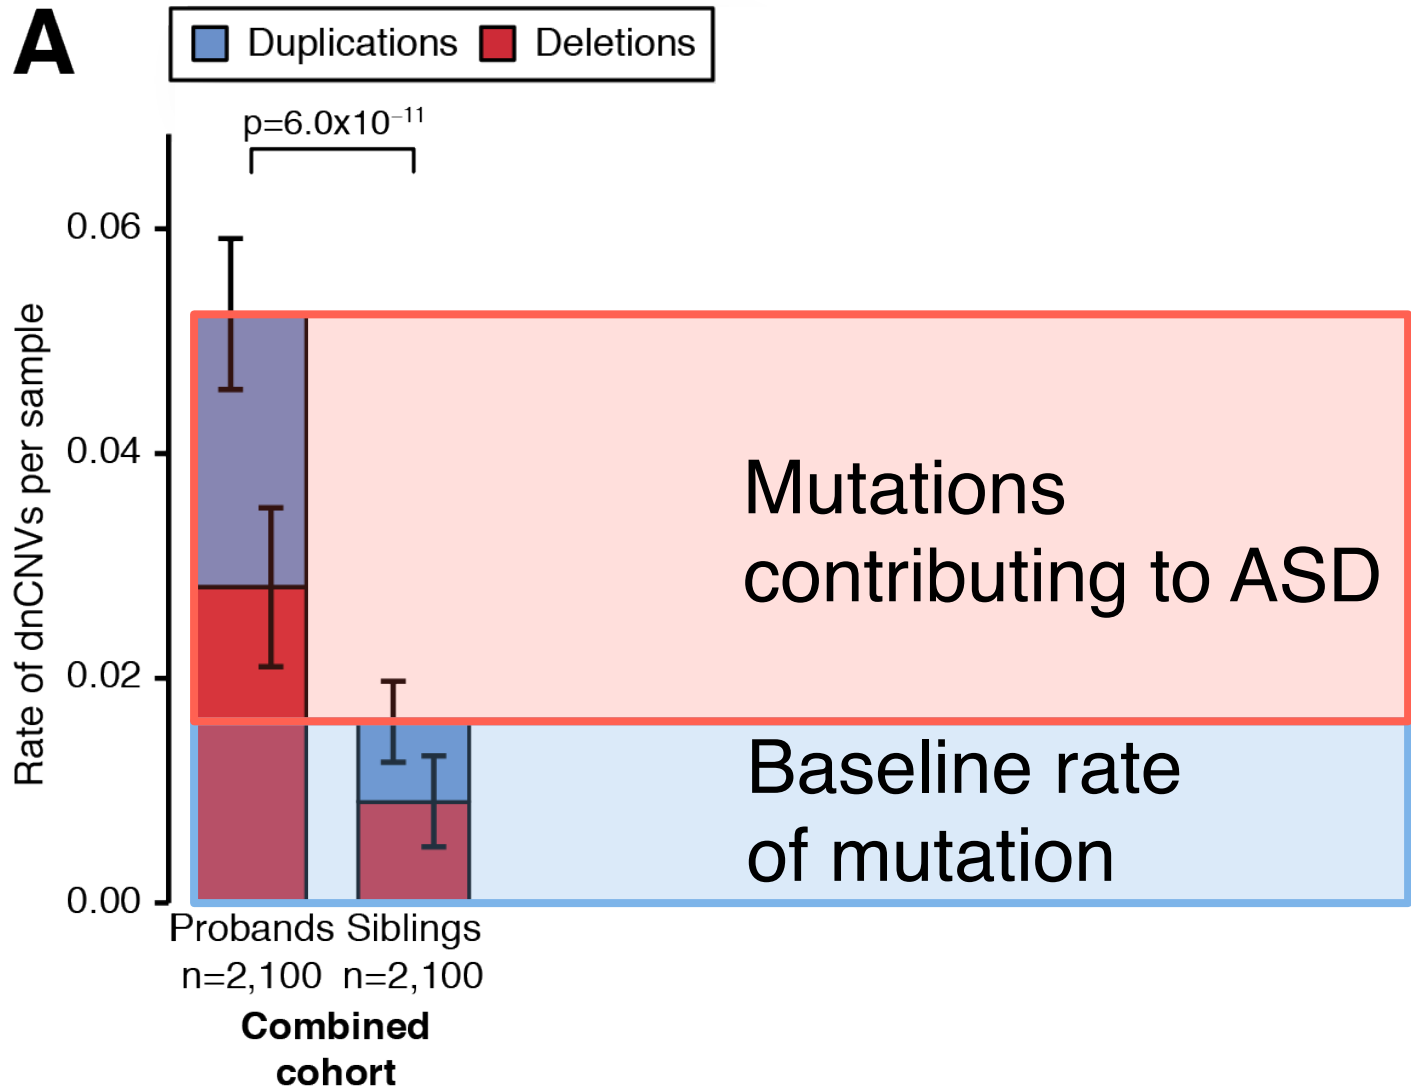 A
Duplications Deletions
p=6.0x10⁻¹¹
0.06
0.04
0.02
0.00
Rate of dnCNVs per sample
Mutations
contributing to ASD
Baseline rate
of mutation
Probands Siblings
n=2,100 n=2,100
Combined
cohort